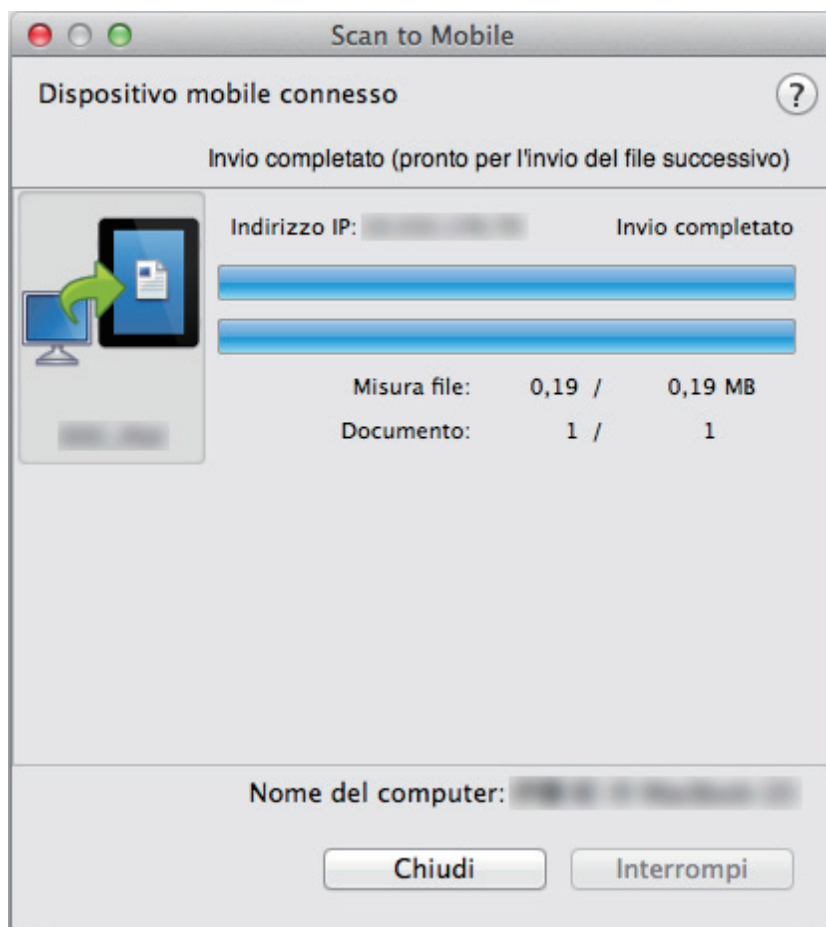 Scan to Mobile
Dispositivo mobile connesso
?
Invio completato (pronto per l'invio del file successivo)
Indirizzo IP: Invio completato
Misura file: 0,19 / 0,19 MB
Documento: 1 / 1
Nome del computer:
Chiudi Interrompi